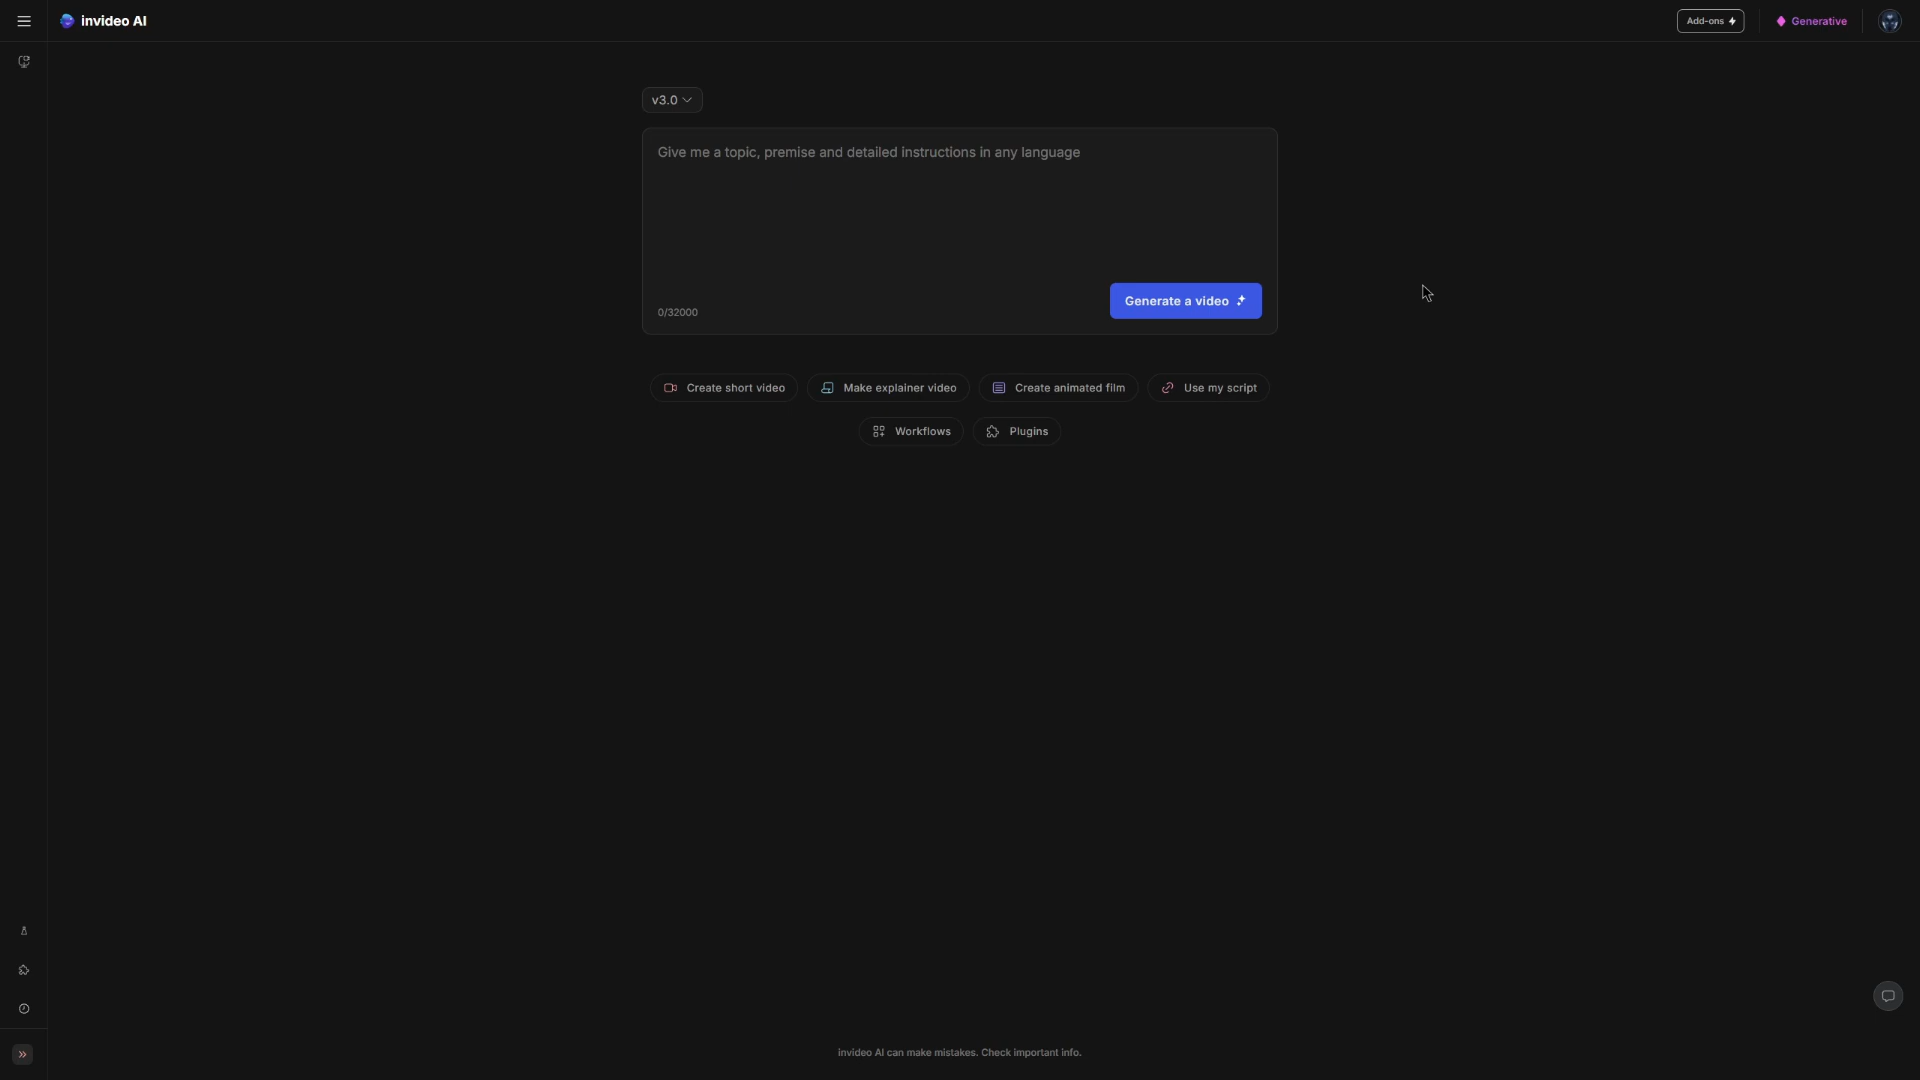 invideo AI
Add-ons
Generative
v3.0
Give me a topic, premise and detailed instructions in any language
Generate a video
0/32000
Create short video
Make explainer video
Create animated film
Use my script
Workflows
Plugins
invideo AI can make mistakes. Check important info.